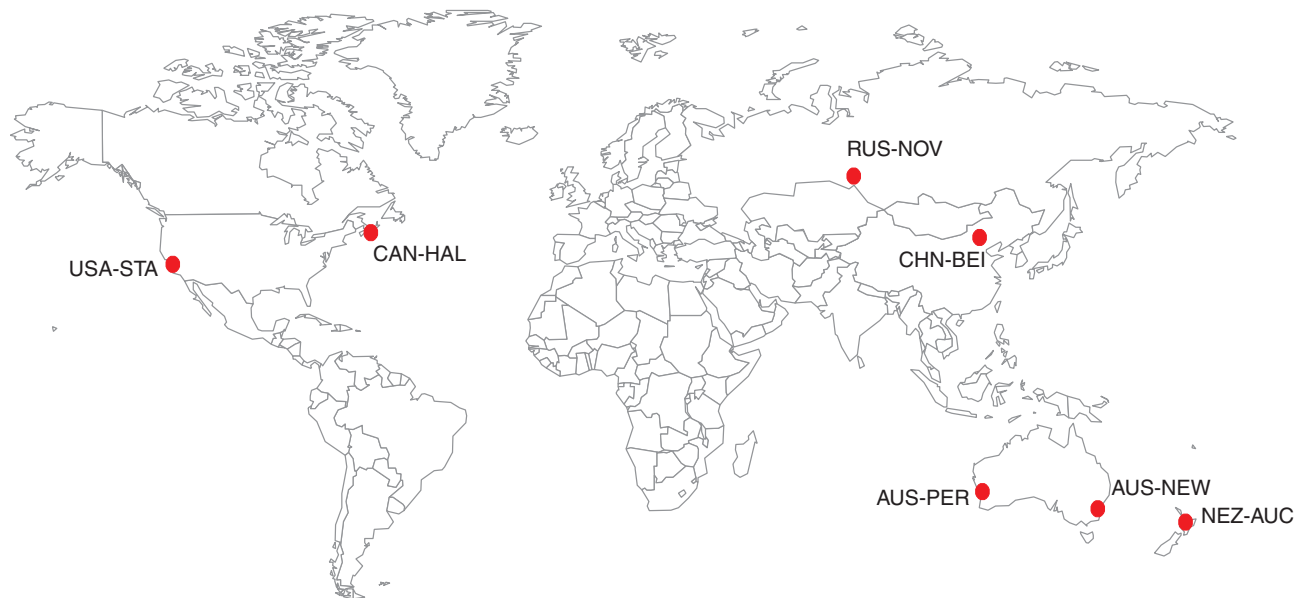 RUS-NOV
CAN-HAL
CHN-BEI
USA-STA
AUS-NEW
AUS-PER
NEZ-AUC